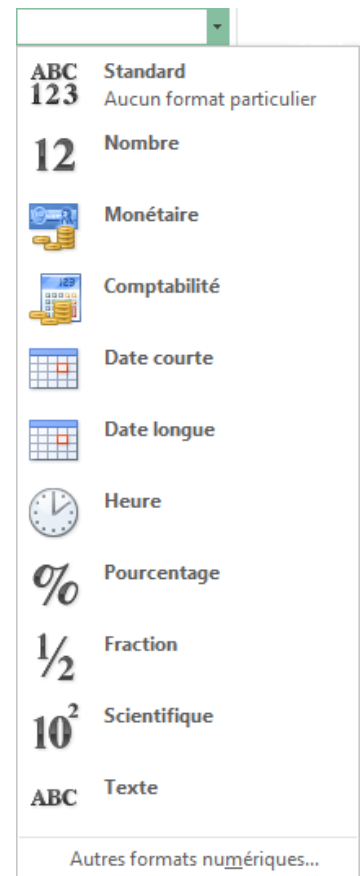 ABC
123
Standard
Aucun format particulier
12
Nombre
Monétaire
123
Comptabilité
Date courte
Date longue
Heure
%
Pourcentage
1/2
Fraction
10²
Scientifique
ABC
Texte
Autres formats numériques...